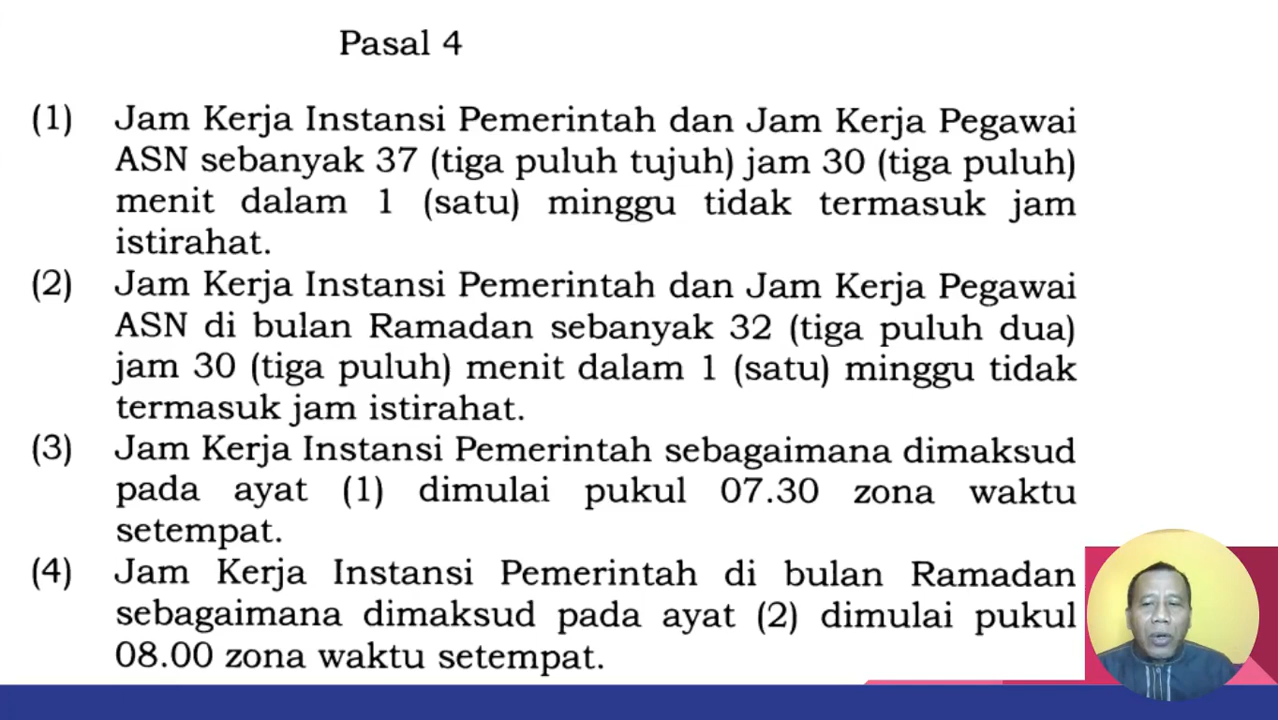 Pasal 4
(1) Jam Kerja Instansi Pemerintah dan Jam Kerja Pegawai
ASN sebanyak 37 (tiga puluh tujuh) jam 30 (tiga puluh)
menit dalam 1 (satu) minggu tidak termasuk jam
istirahat.
(2) Jam Kerja Instansi Pemerintah dan Jam Kerja Pegawai
ASN di bulan Ramadan sebanyak 32 (tiga puluh dua)
jam 30 (tiga puluh) menit dalam 1 (satu) minggu tidak
termasuk jam istirahat.
(3) Jam Kerja Instansi Pemerintah sebagaimana dimaksud
pada ayat (1) dimulai pukul 07.30 zona waktu
setempat.
(4) Jam Kerja Instansi Pemerintah di bulan Ramadan
sebagaimana dimaksud pada ayat (2) dimulai pukul
08.00 zona waktu setempat.